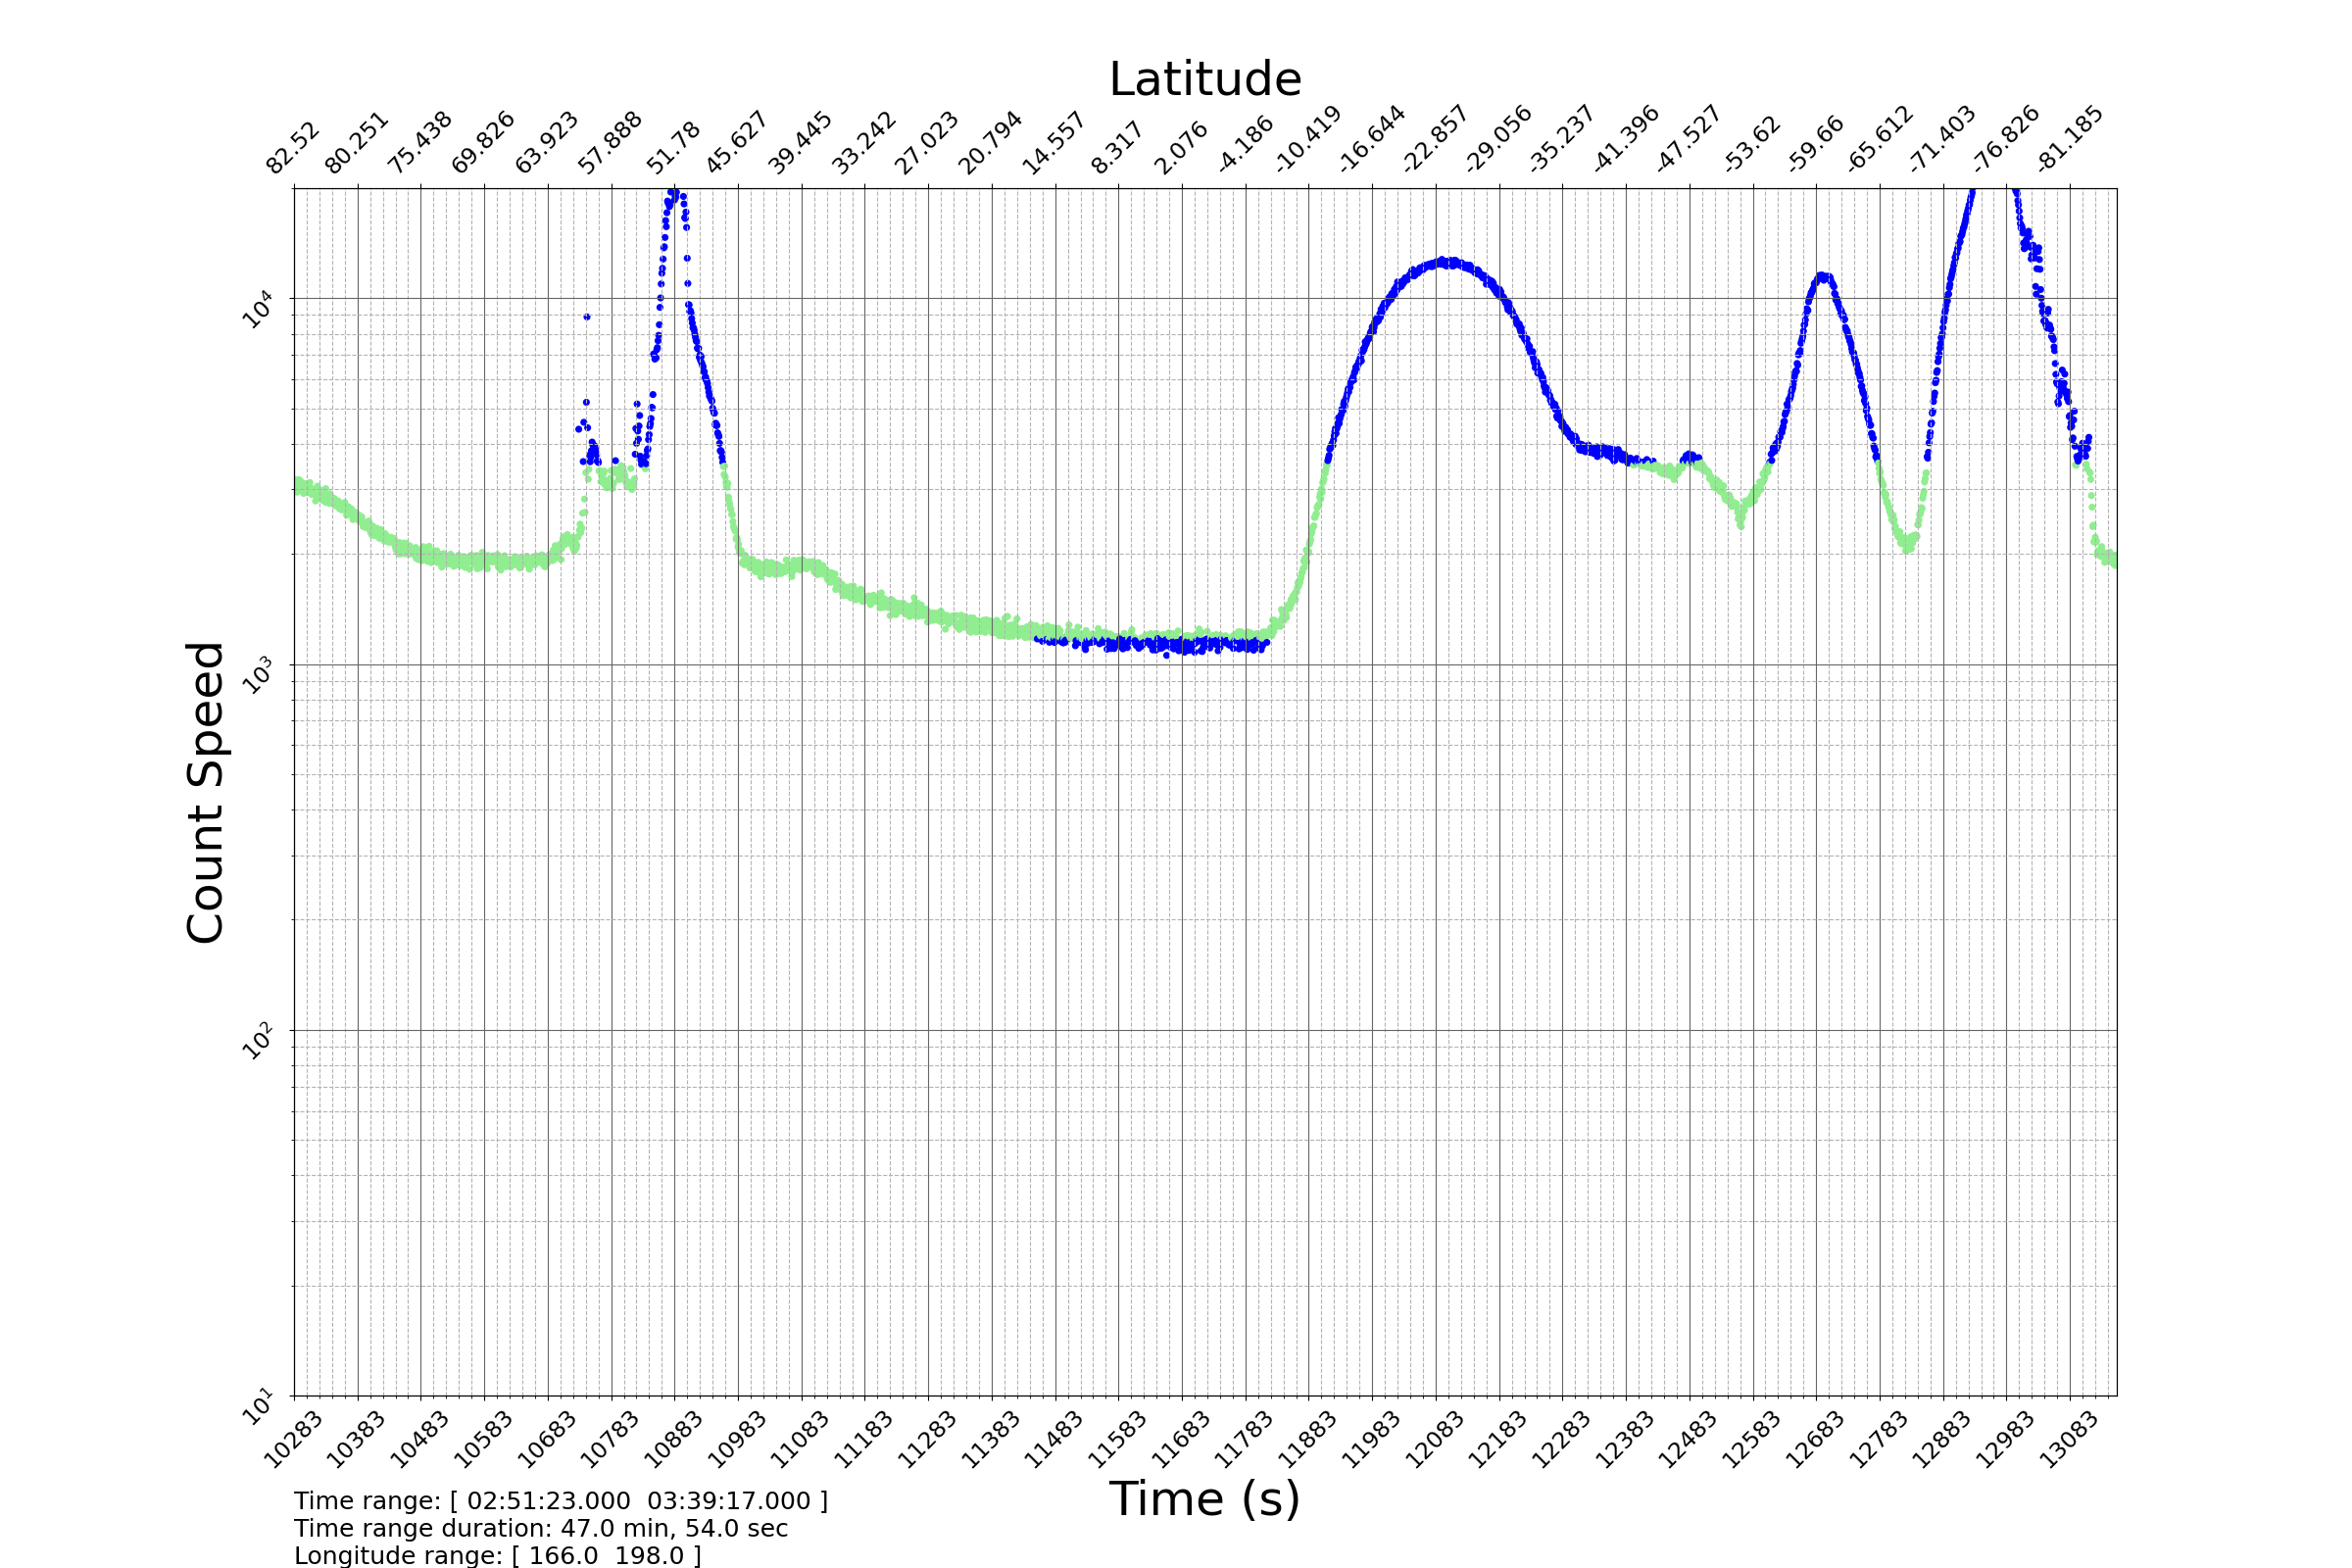 Latitude
82.52 80.251 75.438 69.826 63.923 57.888 51.78 45.627 39.445 33.242 27.023 20.794 14.557 8.317 2.076 -4.186 -10.419 -16.644 -22.857 -29.056 -35.237 -41.396 -47.527 -53.62 -59.66 -65.612 -71.403 -76.826 -81.185
10⁴
10³
10²
10¹
Count Speed
10283 10383 10483 10583 10683 10783 10883 10983 11083 11183 11283 11383 11483 11583 11683 11783 11883 11983 12083 12183 12283 12383 12483 12583 12683 12783 12883 12983 13083
Time (s)
Time range: [ 02:51:23.000 03:39:17.000 ]
Time range duration: 47.0 min, 54.0 sec
Longitude range: [ 166.0 198.0 ]